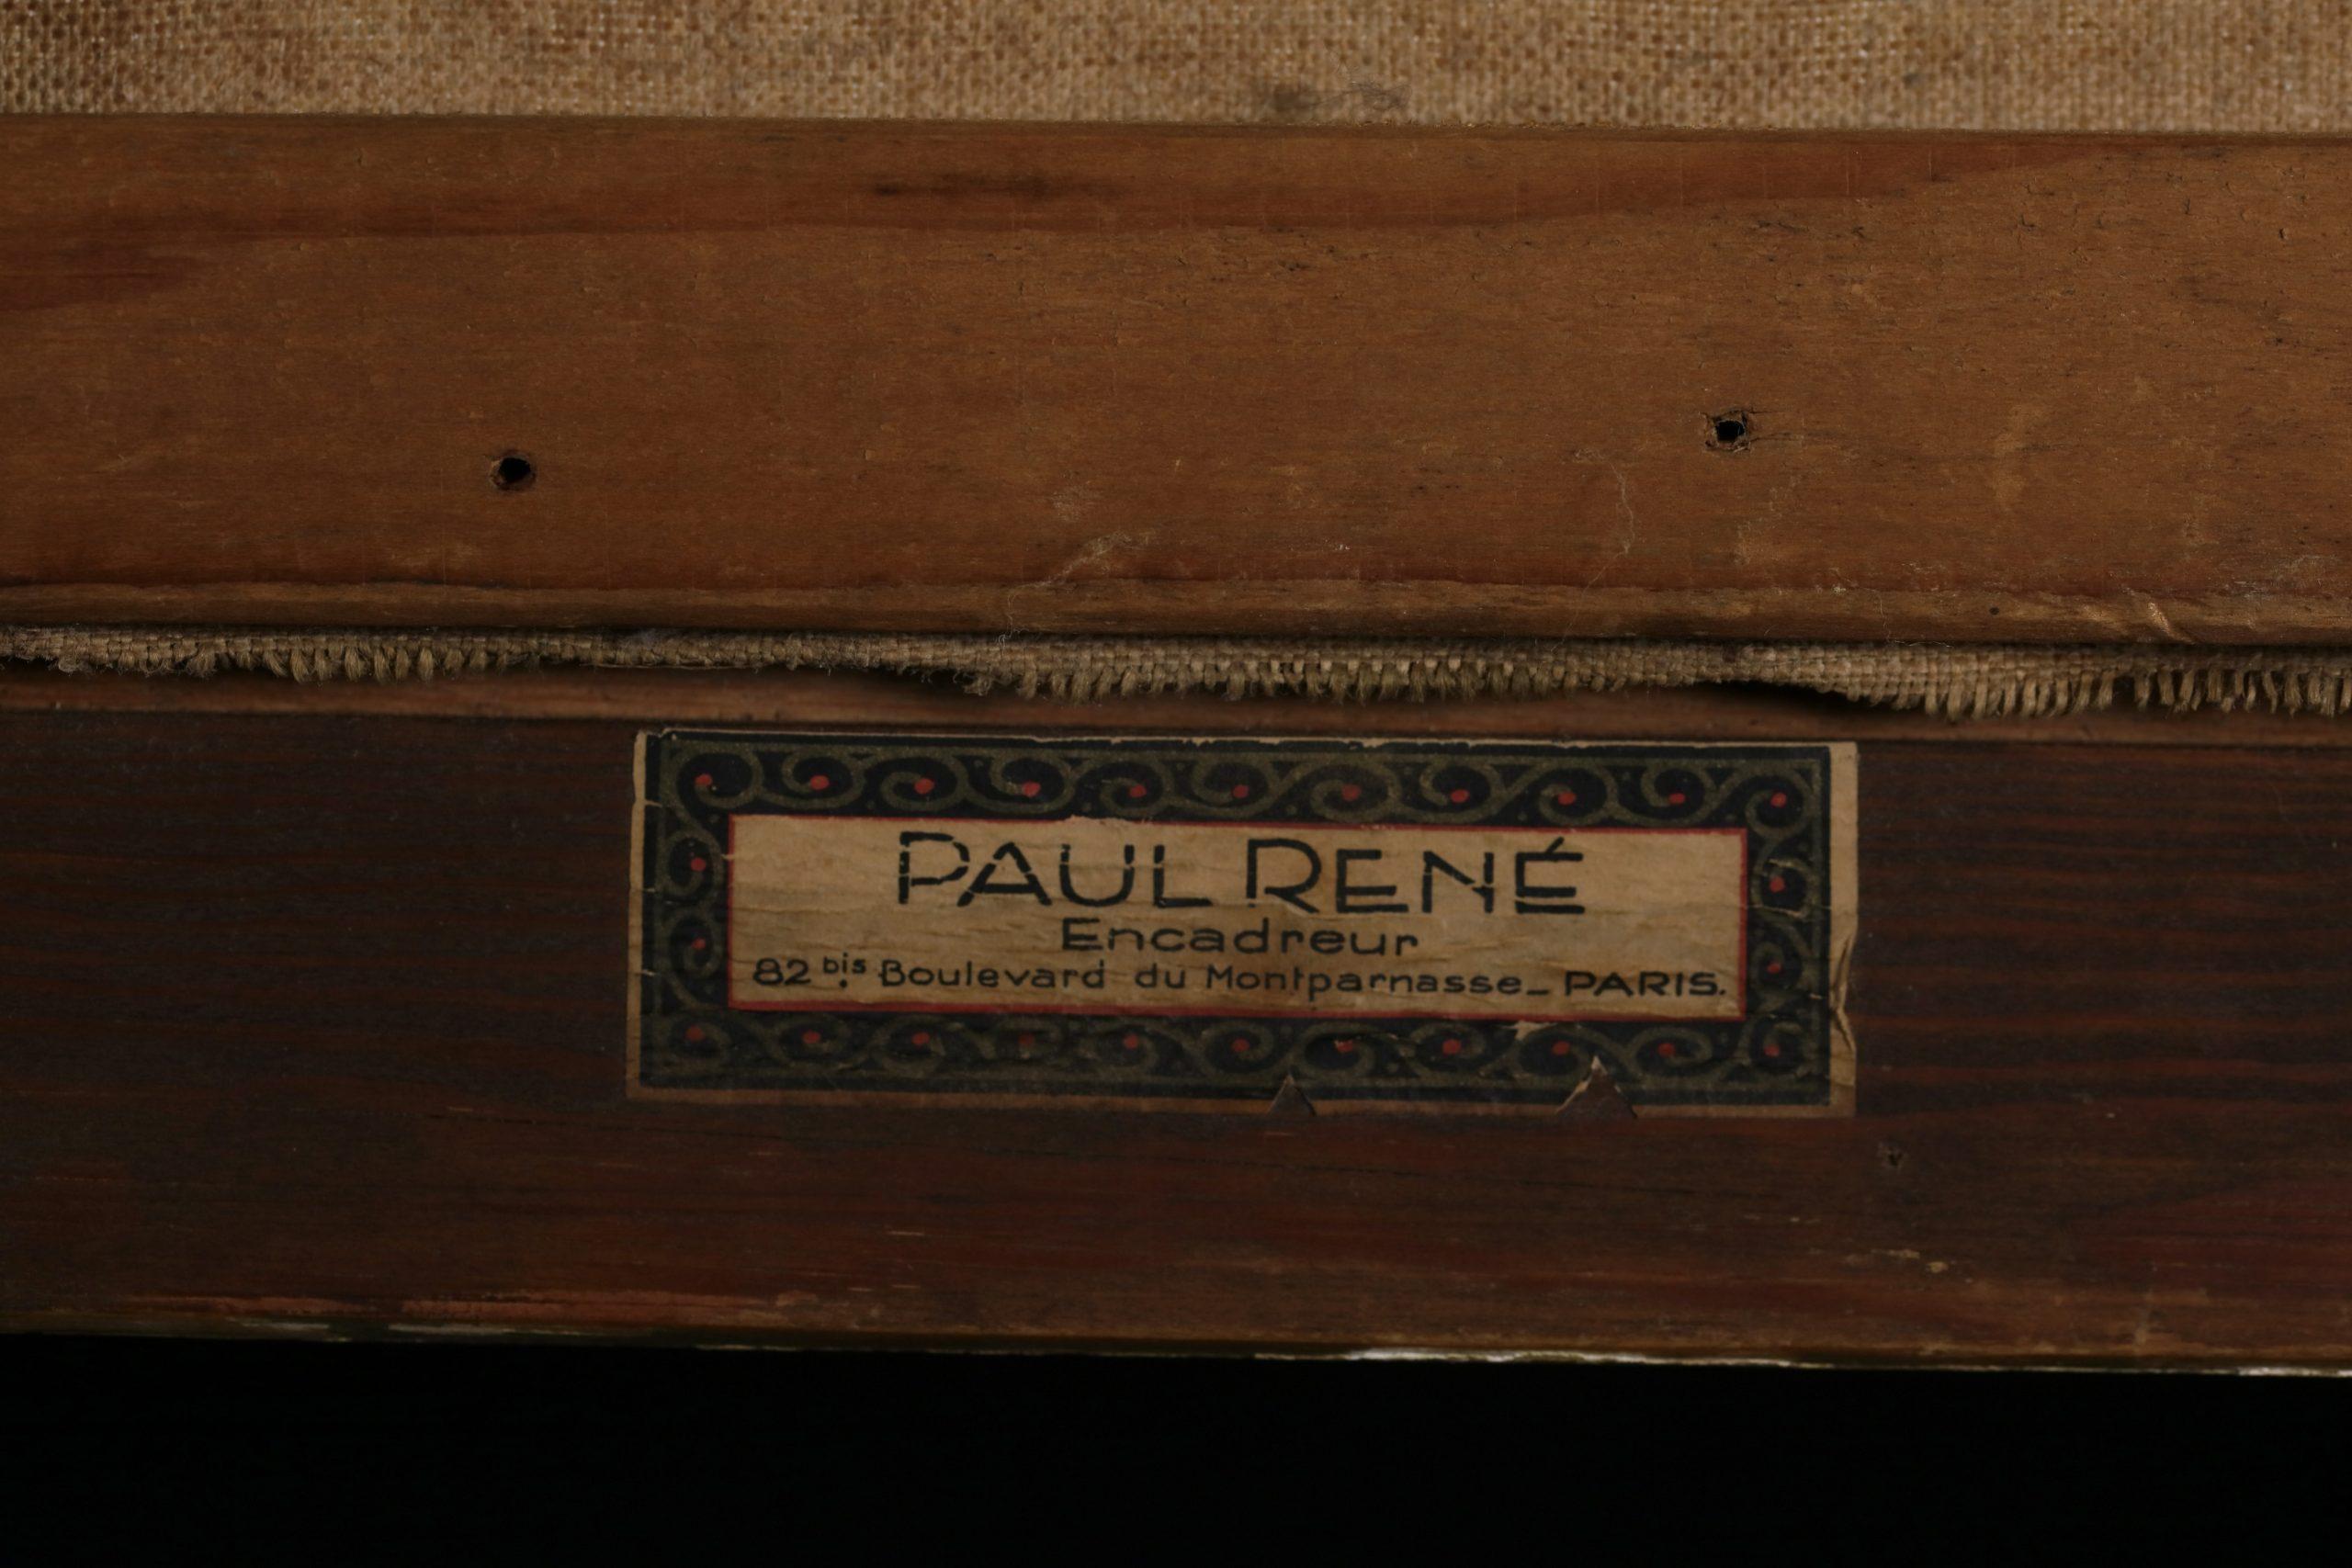 PAUL RENÉ
Encadreur
82 bis Boulevard du Montparnasse_PARIS.